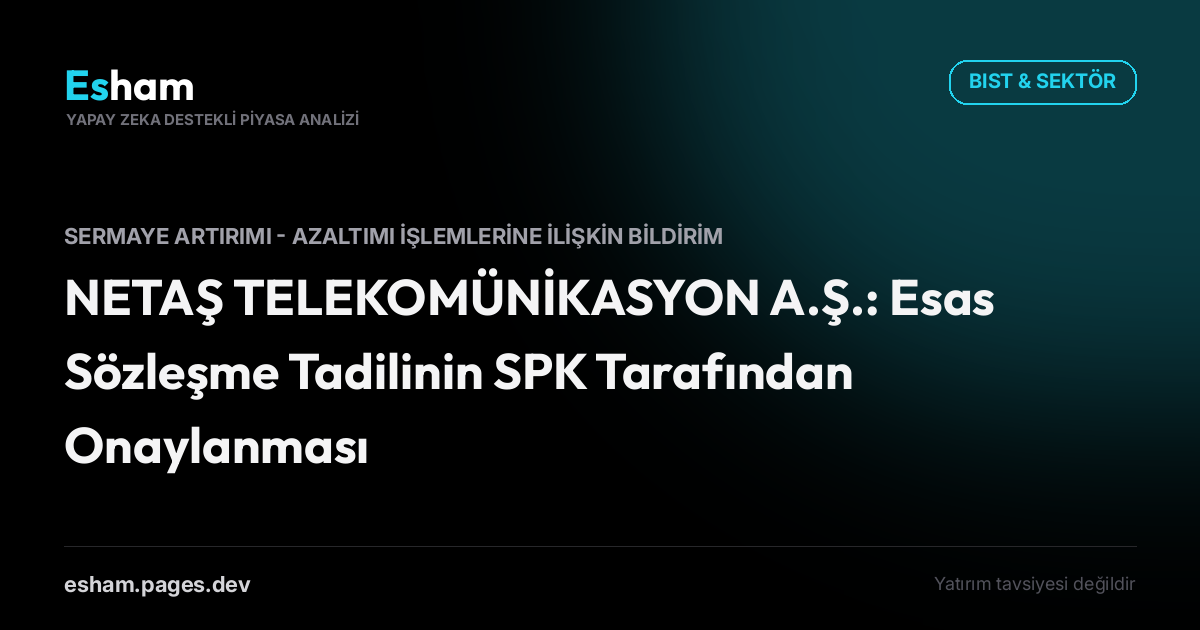 Esham
YAPAY ZEKA DESTEKLİ PİYASA ANALİZİ
BIST & SEKTÖR
SERMAYE ARTIRIMI - AZALTIMI İŞLEMLERİNE İLİŞKİN BİLDİRİM
NETAŞ TELEKOMÜNİKASYON A.Ş.: Esas
Sözleşme Tadilinin SPK Tarafından
Onaylanması
esham.pages.dev
Yatırım tavsiyesi değildir